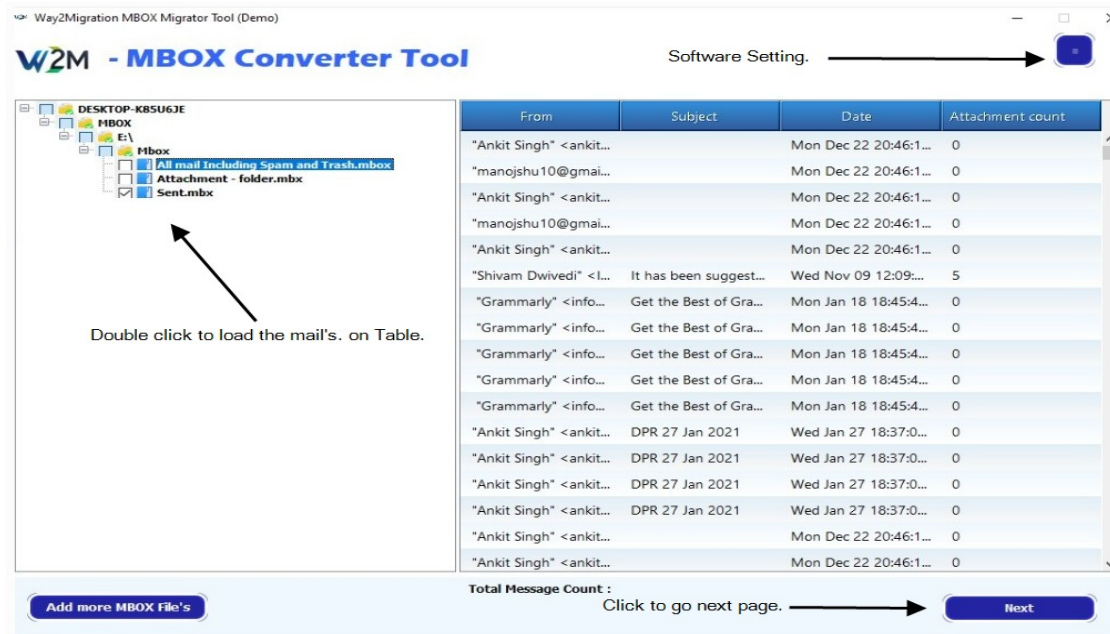 Way2Migration MBOX Migrator Tool (Demo)
W2M - MBOX Converter Tool
Software Setting.
DESKTOP-K85U6JE
MBOX
E:\
Mbox
All mail Including Spam and Trash.mbox
Attachment - folder.mbx
Sent.mbx
Double click to load the mail's. on Table.
From Subject Date Attachment count
"Ankit Singh" <ankit... Mon Dec 22 20:46:1... 0
"manojshu10@gmai... Mon Dec 22 20:46:1... 0
"Ankit Singh" <ankit... Mon Dec 22 20:46:1... 0
"manojshu10@gmai... Mon Dec 22 20:46:1... 0
"Ankit Singh" <ankit... Mon Dec 22 20:46:1... 0
"Shivam Dwivedi" <l... It has been suggest... Wed Nov 09 12:09:... 5
"Grammarly" <info... Get the Best of Gra... Mon Jan 18 18:45:4... 0
"Grammarly" <info... Get the Best of Gra... Mon Jan 18 18:45:4... 0
"Grammarly" <info... Get the Best of Gra... Mon Jan 18 18:45:4... 0
"Grammarly" <info... Get the Best of Gra... Mon Jan 18 18:45:4... 0
"Grammarly" <info... Get the Best of Gra... Mon Jan 18 18:45:4... 0
"Ankit Singh" <ankit... DPR 27 Jan 2021 Wed Jan 27 18:37:0... 0
"Ankit Singh" <ankit... DPR 27 Jan 2021 Wed Jan 27 18:37:0... 0
"Ankit Singh" <ankit... DPR 27 Jan 2021 Wed Jan 27 18:37:0... 0
"Ankit Singh" <ankit... DPR 27 Jan 2021 Wed Jan 27 18:37:0... 0
"Ankit Singh" <ankit... Mon Dec 22 20:46:1... 0
"Ankit Singh" <ankit... Mon Dec 22 20:46:1... 0
Total Message Count :
Add more MBOX File's
Click to go next page.
Next